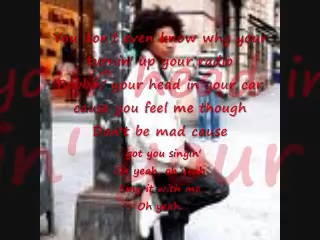 You don't even know why your
turnin' up your radio
your head in your car
cause you feel me though
Don't be mad cause
got you singin'
Oh yeah, oh yeah
Sing it with me
Oh yeah